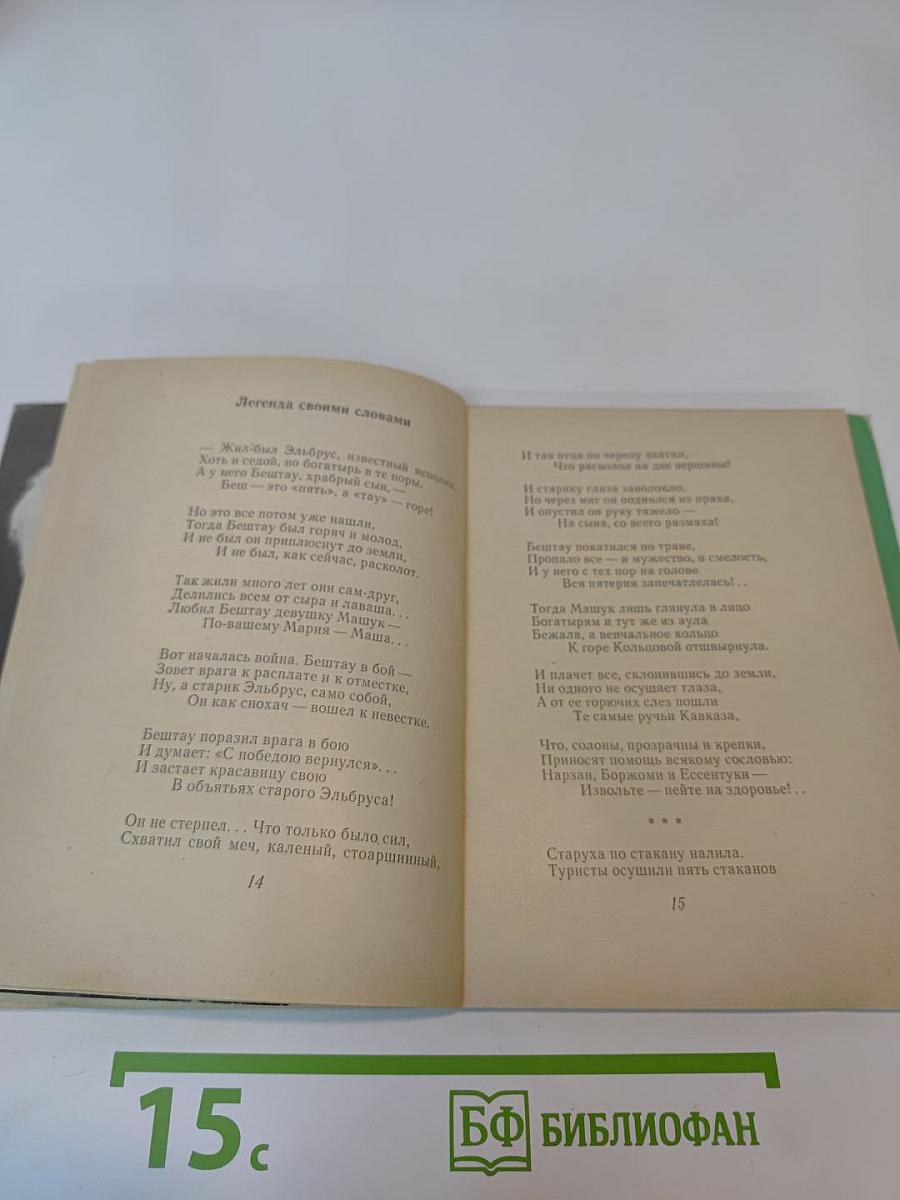 Легенда своими словами
— Жил-был Эльбрус, известный исполин,
Хоть и седой, но богатырь в те поры,
А у него Бештау, храбрый сын,—
Беш — это «пять», а «тау» — горе!
Но это все потом уже нашли,
Тогда Бештау был горяч и молод,
И не был он приплюснут до земли,
И не был, как сейчас, расколот.
Так жили много лет они сам-друг,
Делились всем от сыра и лаваша...
Любил Бештау девушку Машук —
По-вашему Мария — Маша...
Вот началась война. Бештау в бой —
Зовет врага к расплате и к отместке,
Ну, а старик Эльбрус, само собой,
Он как снохач — вошел к невестке.
Бештау поразил врага в бою
И думает: «С победою вернулся»...
И застает красавицу свою
В объятьях старого Эльбруса!
Он не стерпел... Что только было сил,
Схватил свой меч, каленый, стоаршинный,
14
И так отца по черепу хватил,
Что расколол на две вершины!
И старику глаза заволокло,
Но через миг он поднялся из праха,
И опустил он руку тяжело —
На сына, со всего размаха!
Бештау покатился по траве,
Пропало все — и мужество, и смелость,
И у него с тех пор на голове
Вся пятерня запечатлелась!..
Тогда Машук лишь глянула в лицо
Богатырям и тут же из аула
Бежала, а венчальное кольцо
К горе Кольцовой отшвырнула.
И плачет все, склонившись до земли,
Ни одного не осушает глаза,
А от ее горючих слез пошли
Те самые ручьи Кавказа,
Что, солоны, прозрачны и крепки,
Приносят помощь всякому сословью:
Нарзан, Боржоми и Ессентуки —
Извольте — пейте на здоровье!..
* * *
Старуха по стакану налила.
Туристы осушили пять стаканов
15
15 с
БФ БИБЛИОФАН